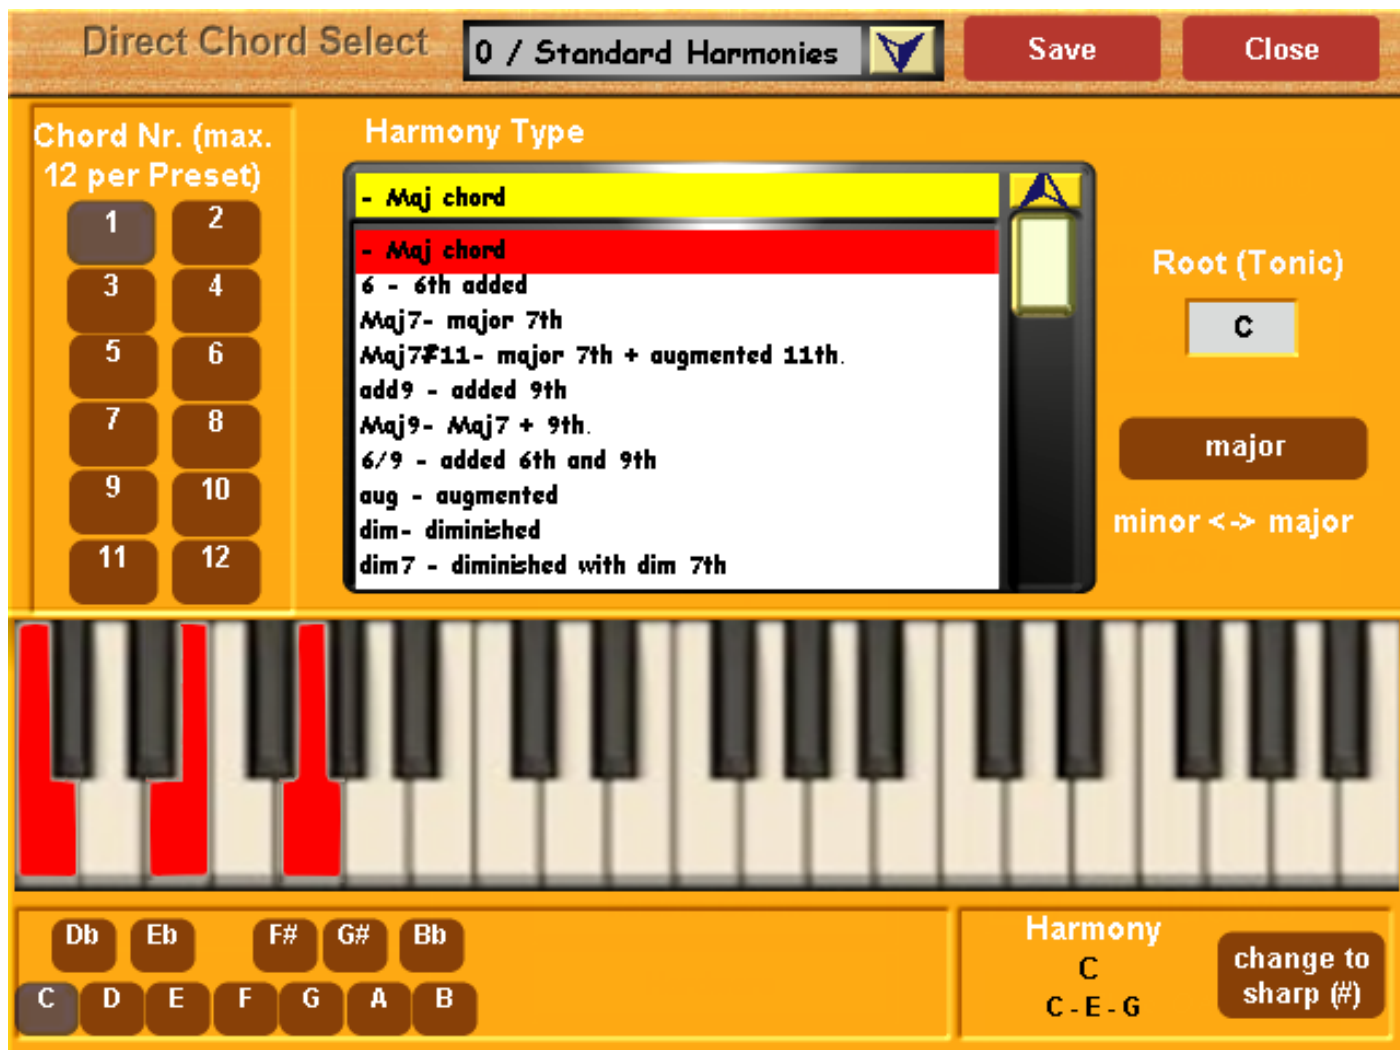 Direct Chord Select
0 / Standard Harmonies
Save
Close
Chord Nr. (max.
12 per Preset)
1
2
3
4
5
6
7
8
9
10
11
12
Harmony Type
- Maj chord
- Maj chord
6 - 6th added
Maj7- major 7th
Maj7#11- major 7th + augmented 11th.
add9 - added 9th
Maj9- Maj7 + 9th.
6/9 - added 6th and 9th
aug - augmented
dim- diminished
dim7 - diminished with dim 7th
Root (Tonic)
C
major
minor <-> major
Db
Eb
F#
G#
Bb
C
D
E
F
G
A
B
Harmony
C
C - E - G
change to
sharp (#)